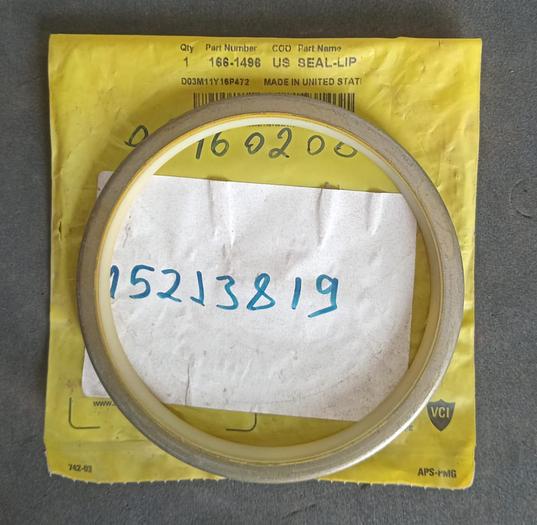 Qty Part Number COO Part Name
1 166-1496 US SEAL-LIP
D03M11Y16P472 MADE IN UNITED STAT
160200
15213819
www.
VCI
742-03
APS-PMG